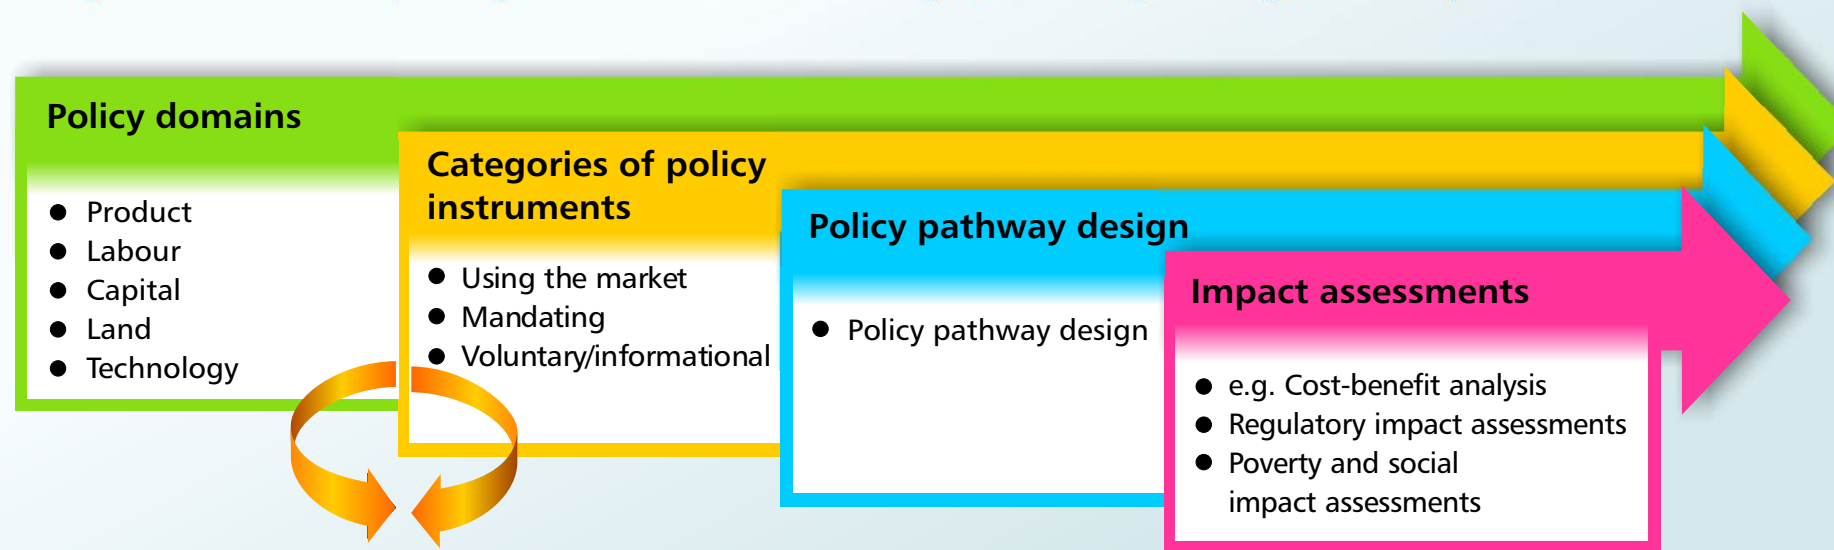 Policy domains
● Product
● Labour
● Capital
● Land
● Technology
Categories of policy
instruments
● Using the market
● Mandating
● Voluntary/informational
Policy pathway design
● Policy pathway design
Impact assessments
● e.g. Cost-benefit analysis
● Regulatory impact assessments
● Poverty and social
impact assessments